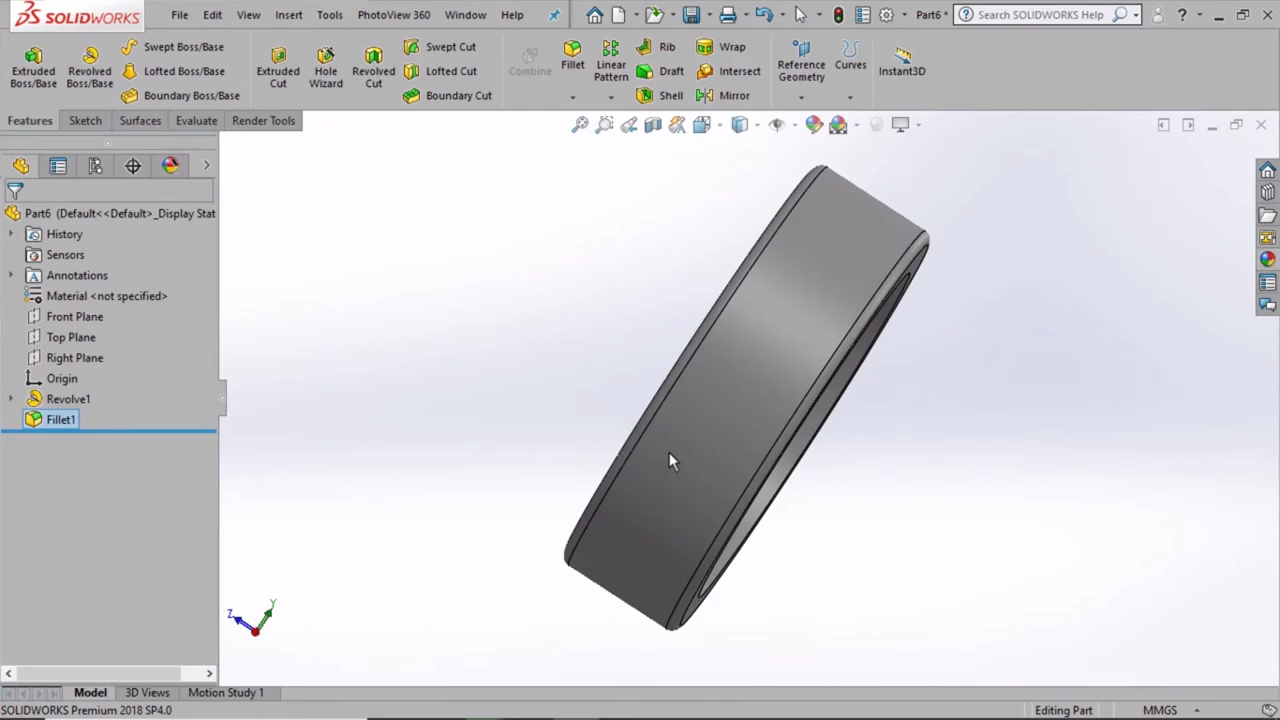 SOLIDWORKS File Edit View Insert Tools PhotoView 360 Window Help Part6 * Search SOLIDWORKS Help ?
Extruded Boss/Base
Revolved Boss/Base
Swept Boss/Base
Lofted Boss/Base
Boundary Boss/Base
Extruded Cut
Hole Wizard
Revolved Cut
Swept Cut
Lofted Cut
Boundary Cut
Combine
Fillet
Linear Pattern
Rib
Draft
Shell
Wrap
Intersect
Mirror
Reference Geometry
Curves
Instant3D
Features Sketch Surfaces Evaluate Render Tools
Part6 (Default<<Default>_Display Stat
History
Sensors
Annotations
Material <not specified>
Front Plane
Top Plane
Right Plane
Origin
Revolve1
Fillet1
Y
Z
Model 3D Views Motion Study 1
SOLIDWORKS Premium 2018 SP4.0 Editing Part MMGS